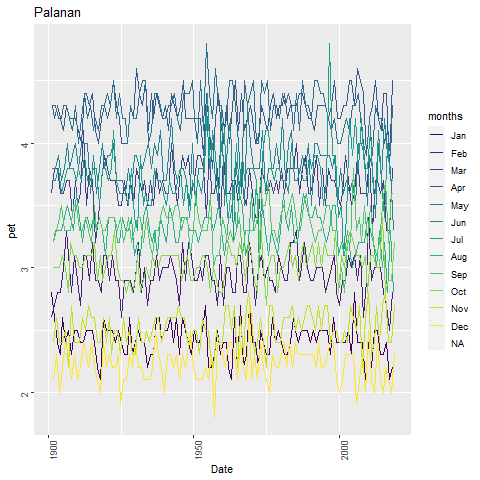 Palanan
pet
4
3
2
1900
1950
2000
Date
months
Jan
Feb
Mar
Apr
May
Jun
Jul
Aug
Sep
Oct
Nov
Dec
NA